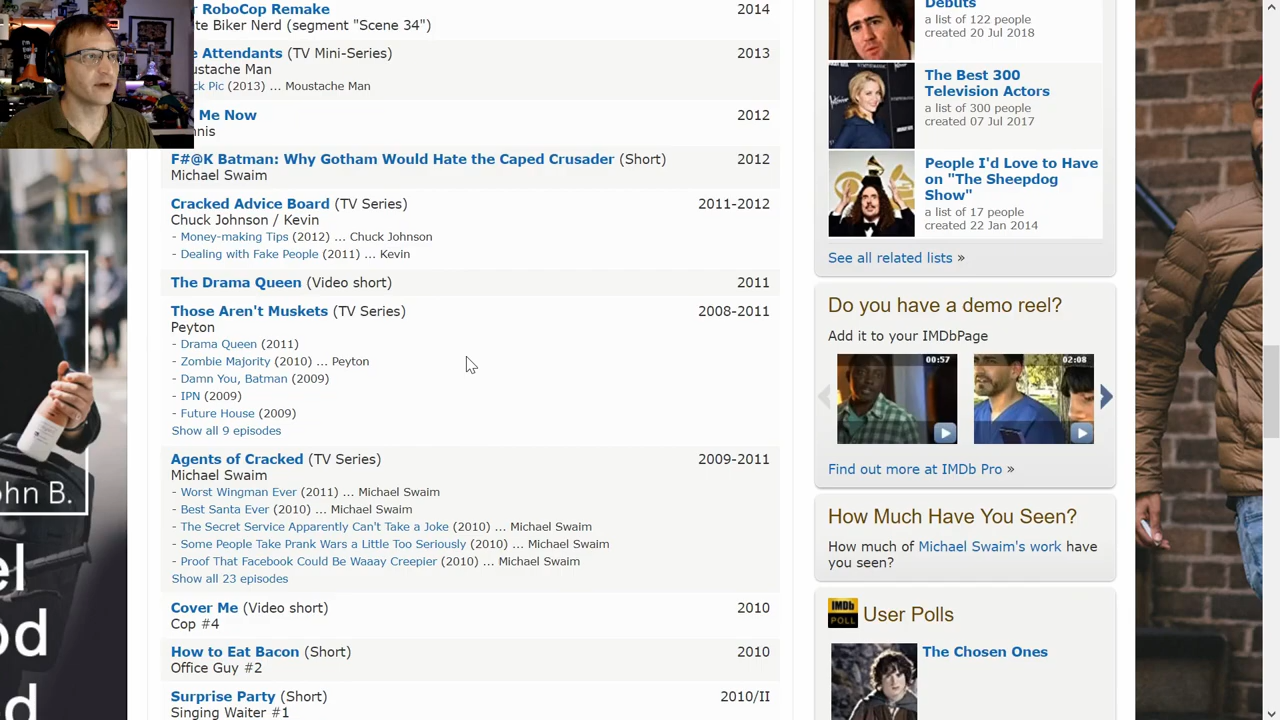 RoboCop Remake
2014
te Biker Nerd (segment "Scene 34")
e Attendants (TV Mini-Series)
2013
ustache Man
ck Pic (2013) ... Moustache Man
Me Now
2012
nnis
F#@K Batman: Why Gotham Would Hate the Caped Crusader (Short)
2012
Michael Swaim
Cracked Advice Board (TV Series)
2011-2012
Chuck Johnson / Kevin
- Money-making Tips (2012) ... Chuck Johnson
- Dealing with Fake People (2011) ... Kevin
The Drama Queen (Video short)
2011
Those Aren't Muskets (TV Series)
2008-2011
Peyton
- Drama Queen (2011)
- Zombie Majority (2010) ... Peyton
- Damn You, Batman (2009)
- IPN (2009)
- Future House (2009)
Show all 9 episodes
Agents of Cracked (TV Series)
2009-2011
Michael Swaim
- Worst Wingman Ever (2011) ... Michael Swaim
- Best Santa Ever (2010) ... Michael Swaim
- The Secret Service Apparently Can't Take a Joke (2010) ... Michael Swaim
- Some People Take Prank Wars a Little Too Seriously (2010) ... Michael Swaim
- Proof That Facebook Could Be Waaay Creepier (2010) ... Michael Swaim
Show all 23 episodes
Cover Me (Video short)
2010
Cop #4
How to Eat Bacon (Short)
2010
Office Guy #2
Surprise Party (Short)
2010/II
Singing Waiter #1
Debuts
a list of 122 people
created 20 Jul 2018
The Best 300
Television Actors
a list of 300 people
created 07 Jul 2017
People I'd Love to Have
on "The Sheepdog
Show"
a list of 17 people
created 22 Jan 2014
See all related lists »
Do you have a demo reel?
Add it to your IMDbPage
00:57
02:08
Find out more at IMDb Pro »
How Much Have You Seen?
How much of Michael Swaim's work have
you seen?
IMDb
POLL
User Polls
The Chosen Ones
ohn B.
el
od
d